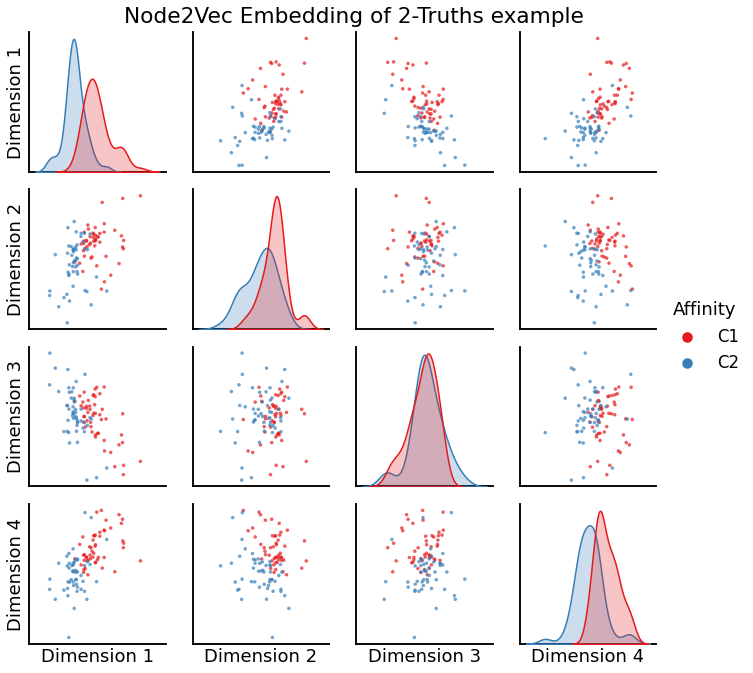 Node2Vec Embedding of 2-Truths example
Dimension 1
Dimension 2
Dimension 3
Dimension 4
Affinity
C1
C2
Dimension 1
Dimension 2
Dimension 3
Dimension 4